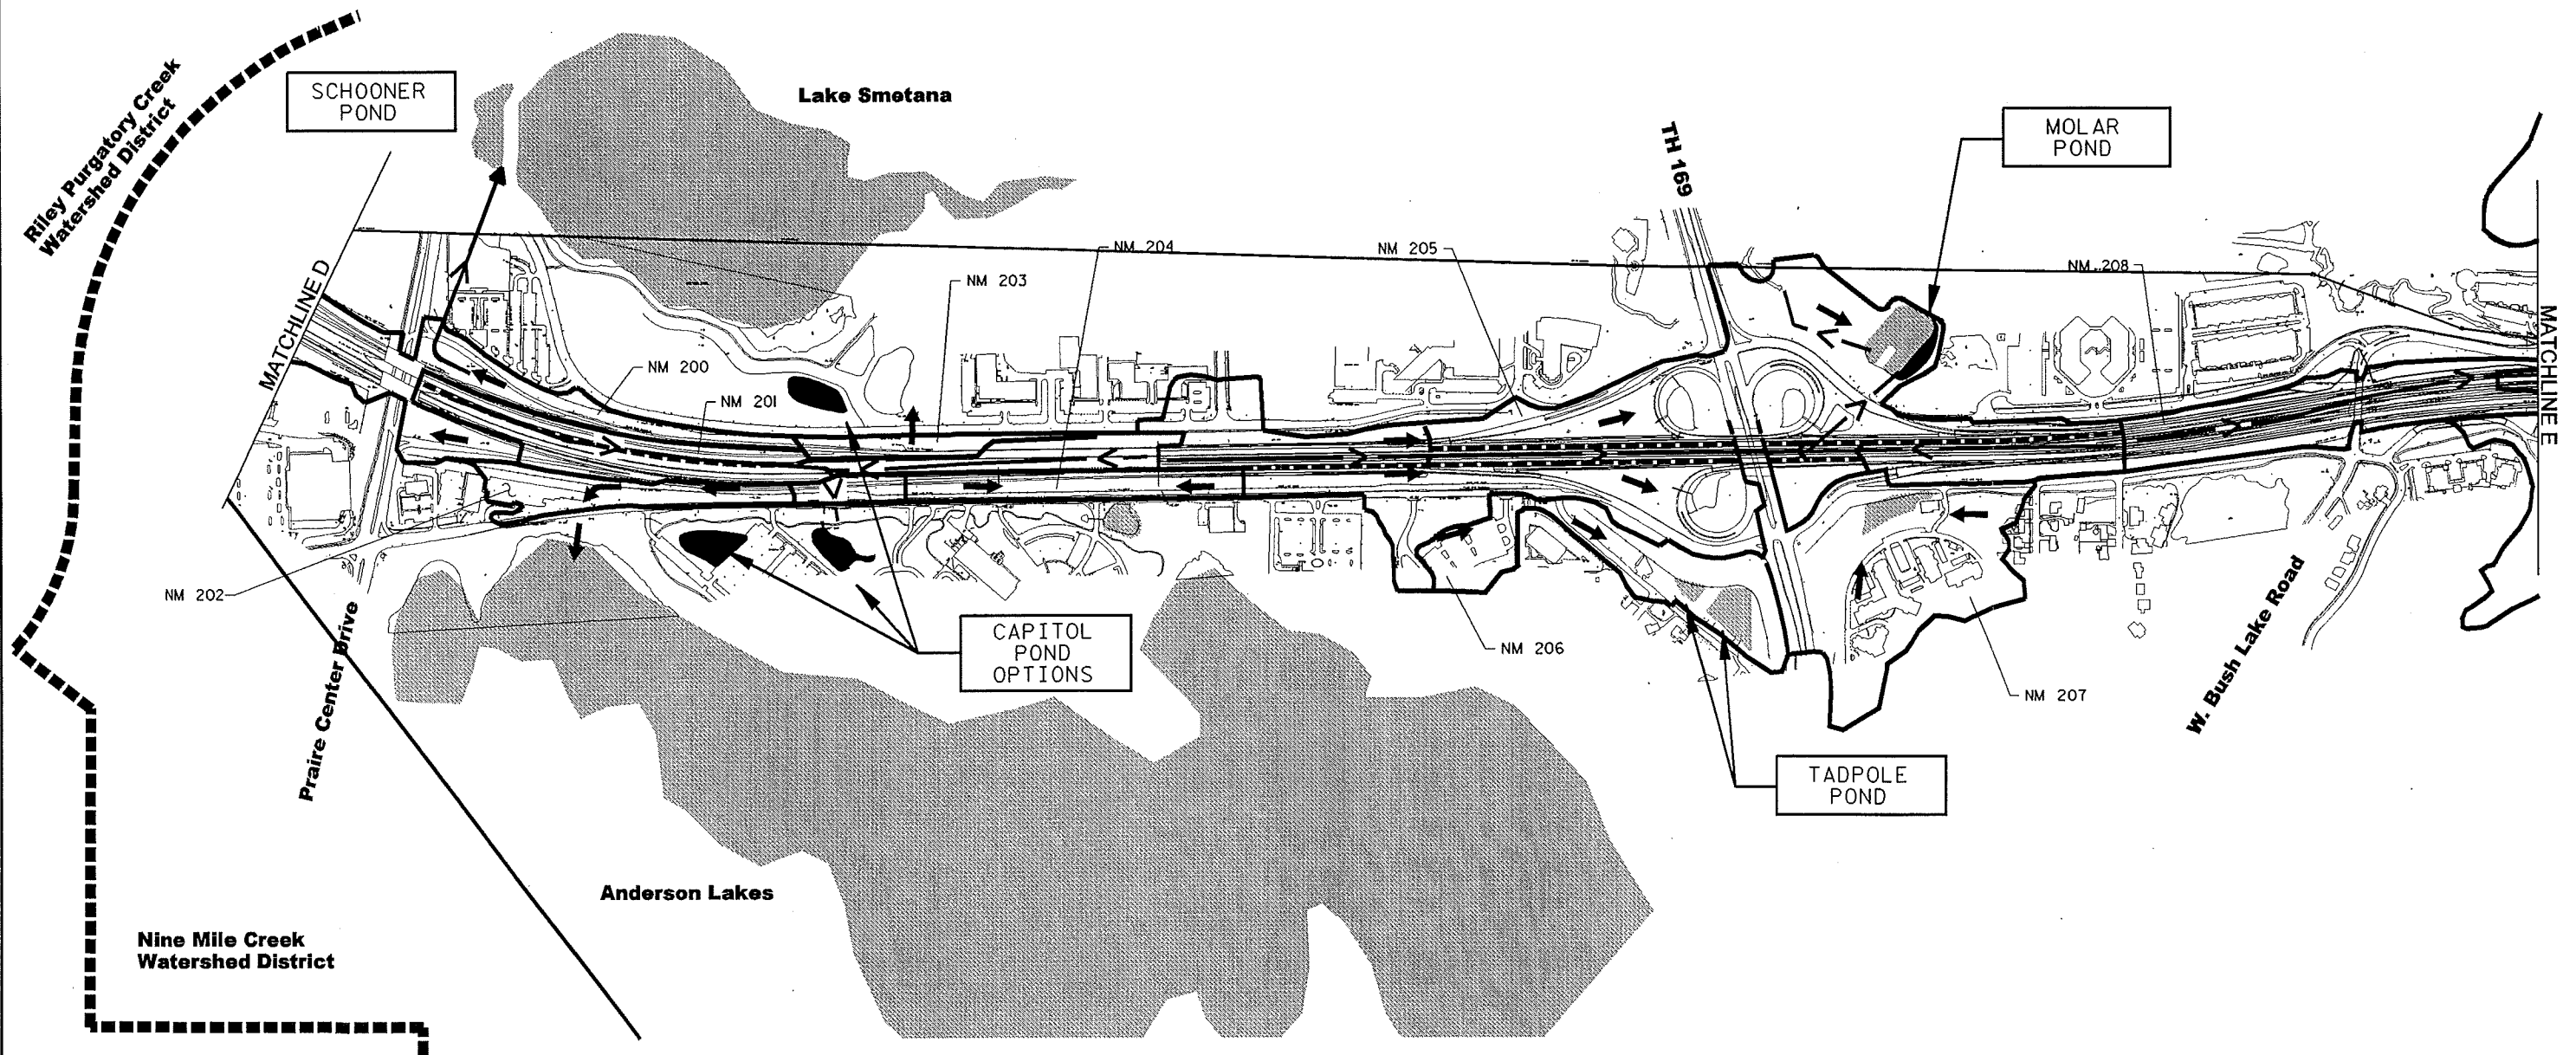 Riley Purgatory Creek
Watershed District
SCHOONER
POND
Lake Smetana
TH 169
MOLAR
POND
MATCHLINE D
NM 204
NM 205
NM 208
NM 203
NM 200
NM 201
MATCHLINE E
NM 202
Praire Center Drive
CAPITOL
POND
OPTIONS
NM 206
NM 207
W. Bush Lake Road
TADPOLE
POND
Anderson Lakes
Nine Mile Creek
Watershed District